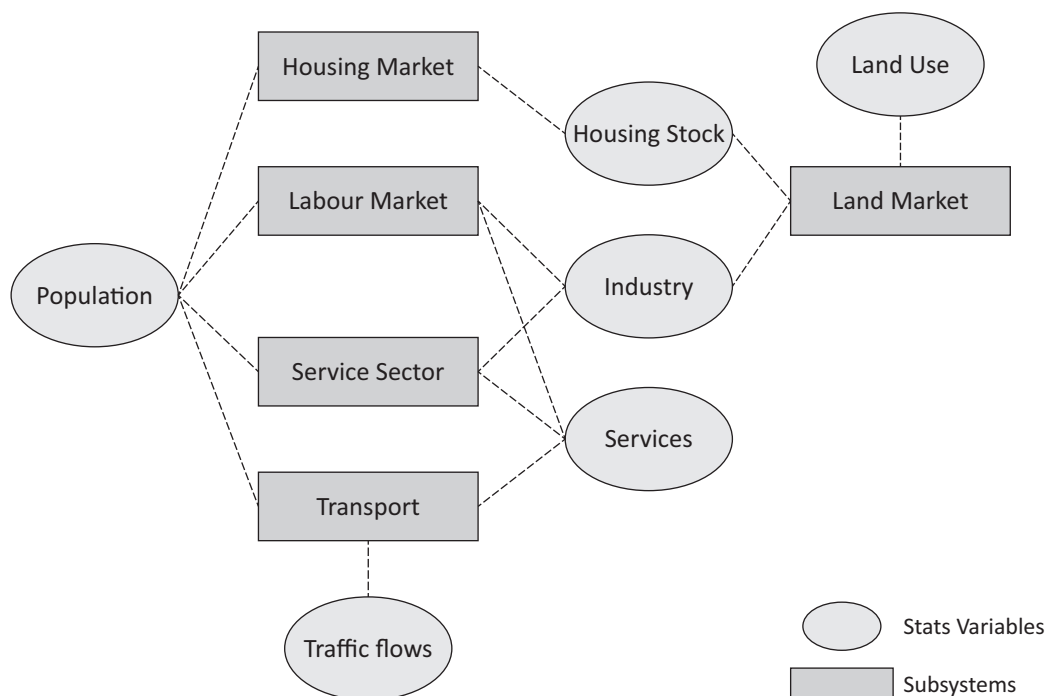 Land Use
Housing Market
Housing Stock
Labour Market
Land Market
Population
Industry
Service Sector
Services
Transport
Traffic flows
Stats Variables
Subsystems